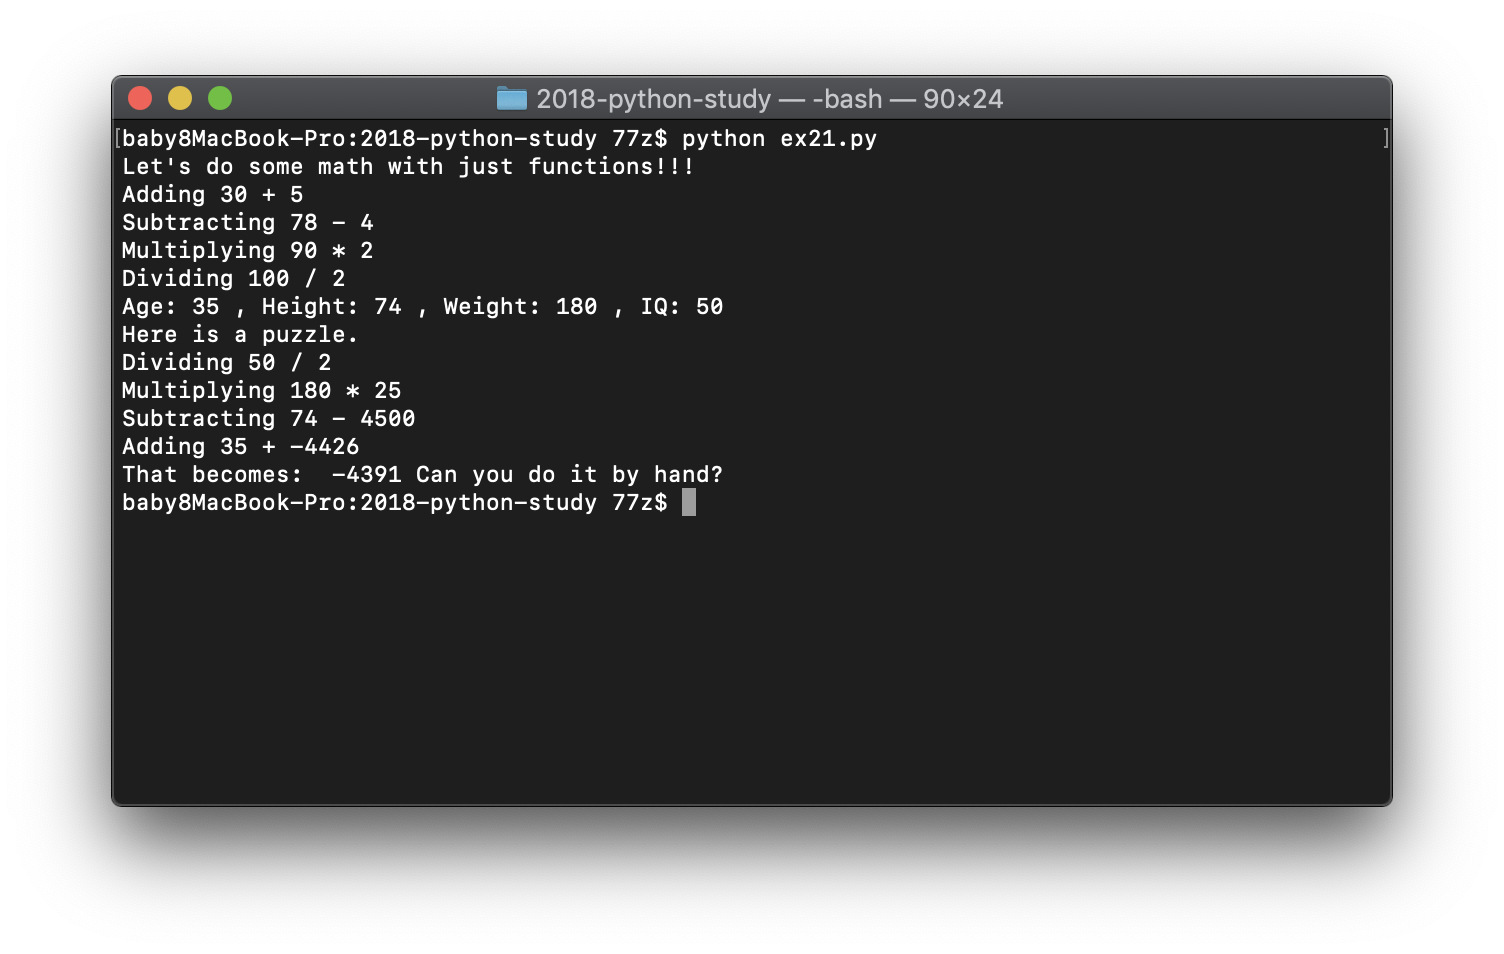 2018-python-study — -bash — 90×24
[baby8MacBook-Pro:2018-python-study 77z$ python ex21.py ]
Let's do some math with just functions!!!
Adding 30 + 5
Subtracting 78 - 4
Multiplying 90 * 2
Dividing 100 / 2
Age: 35 , Height: 74 , Weight: 180 , IQ: 50
Here is a puzzle.
Dividing 50 / 2
Multiplying 180 * 25
Subtracting 74 - 4500
Adding 35 + -4426
That becomes:  -4391 Can you do it by hand?
baby8MacBook-Pro:2018-python-study 77z$